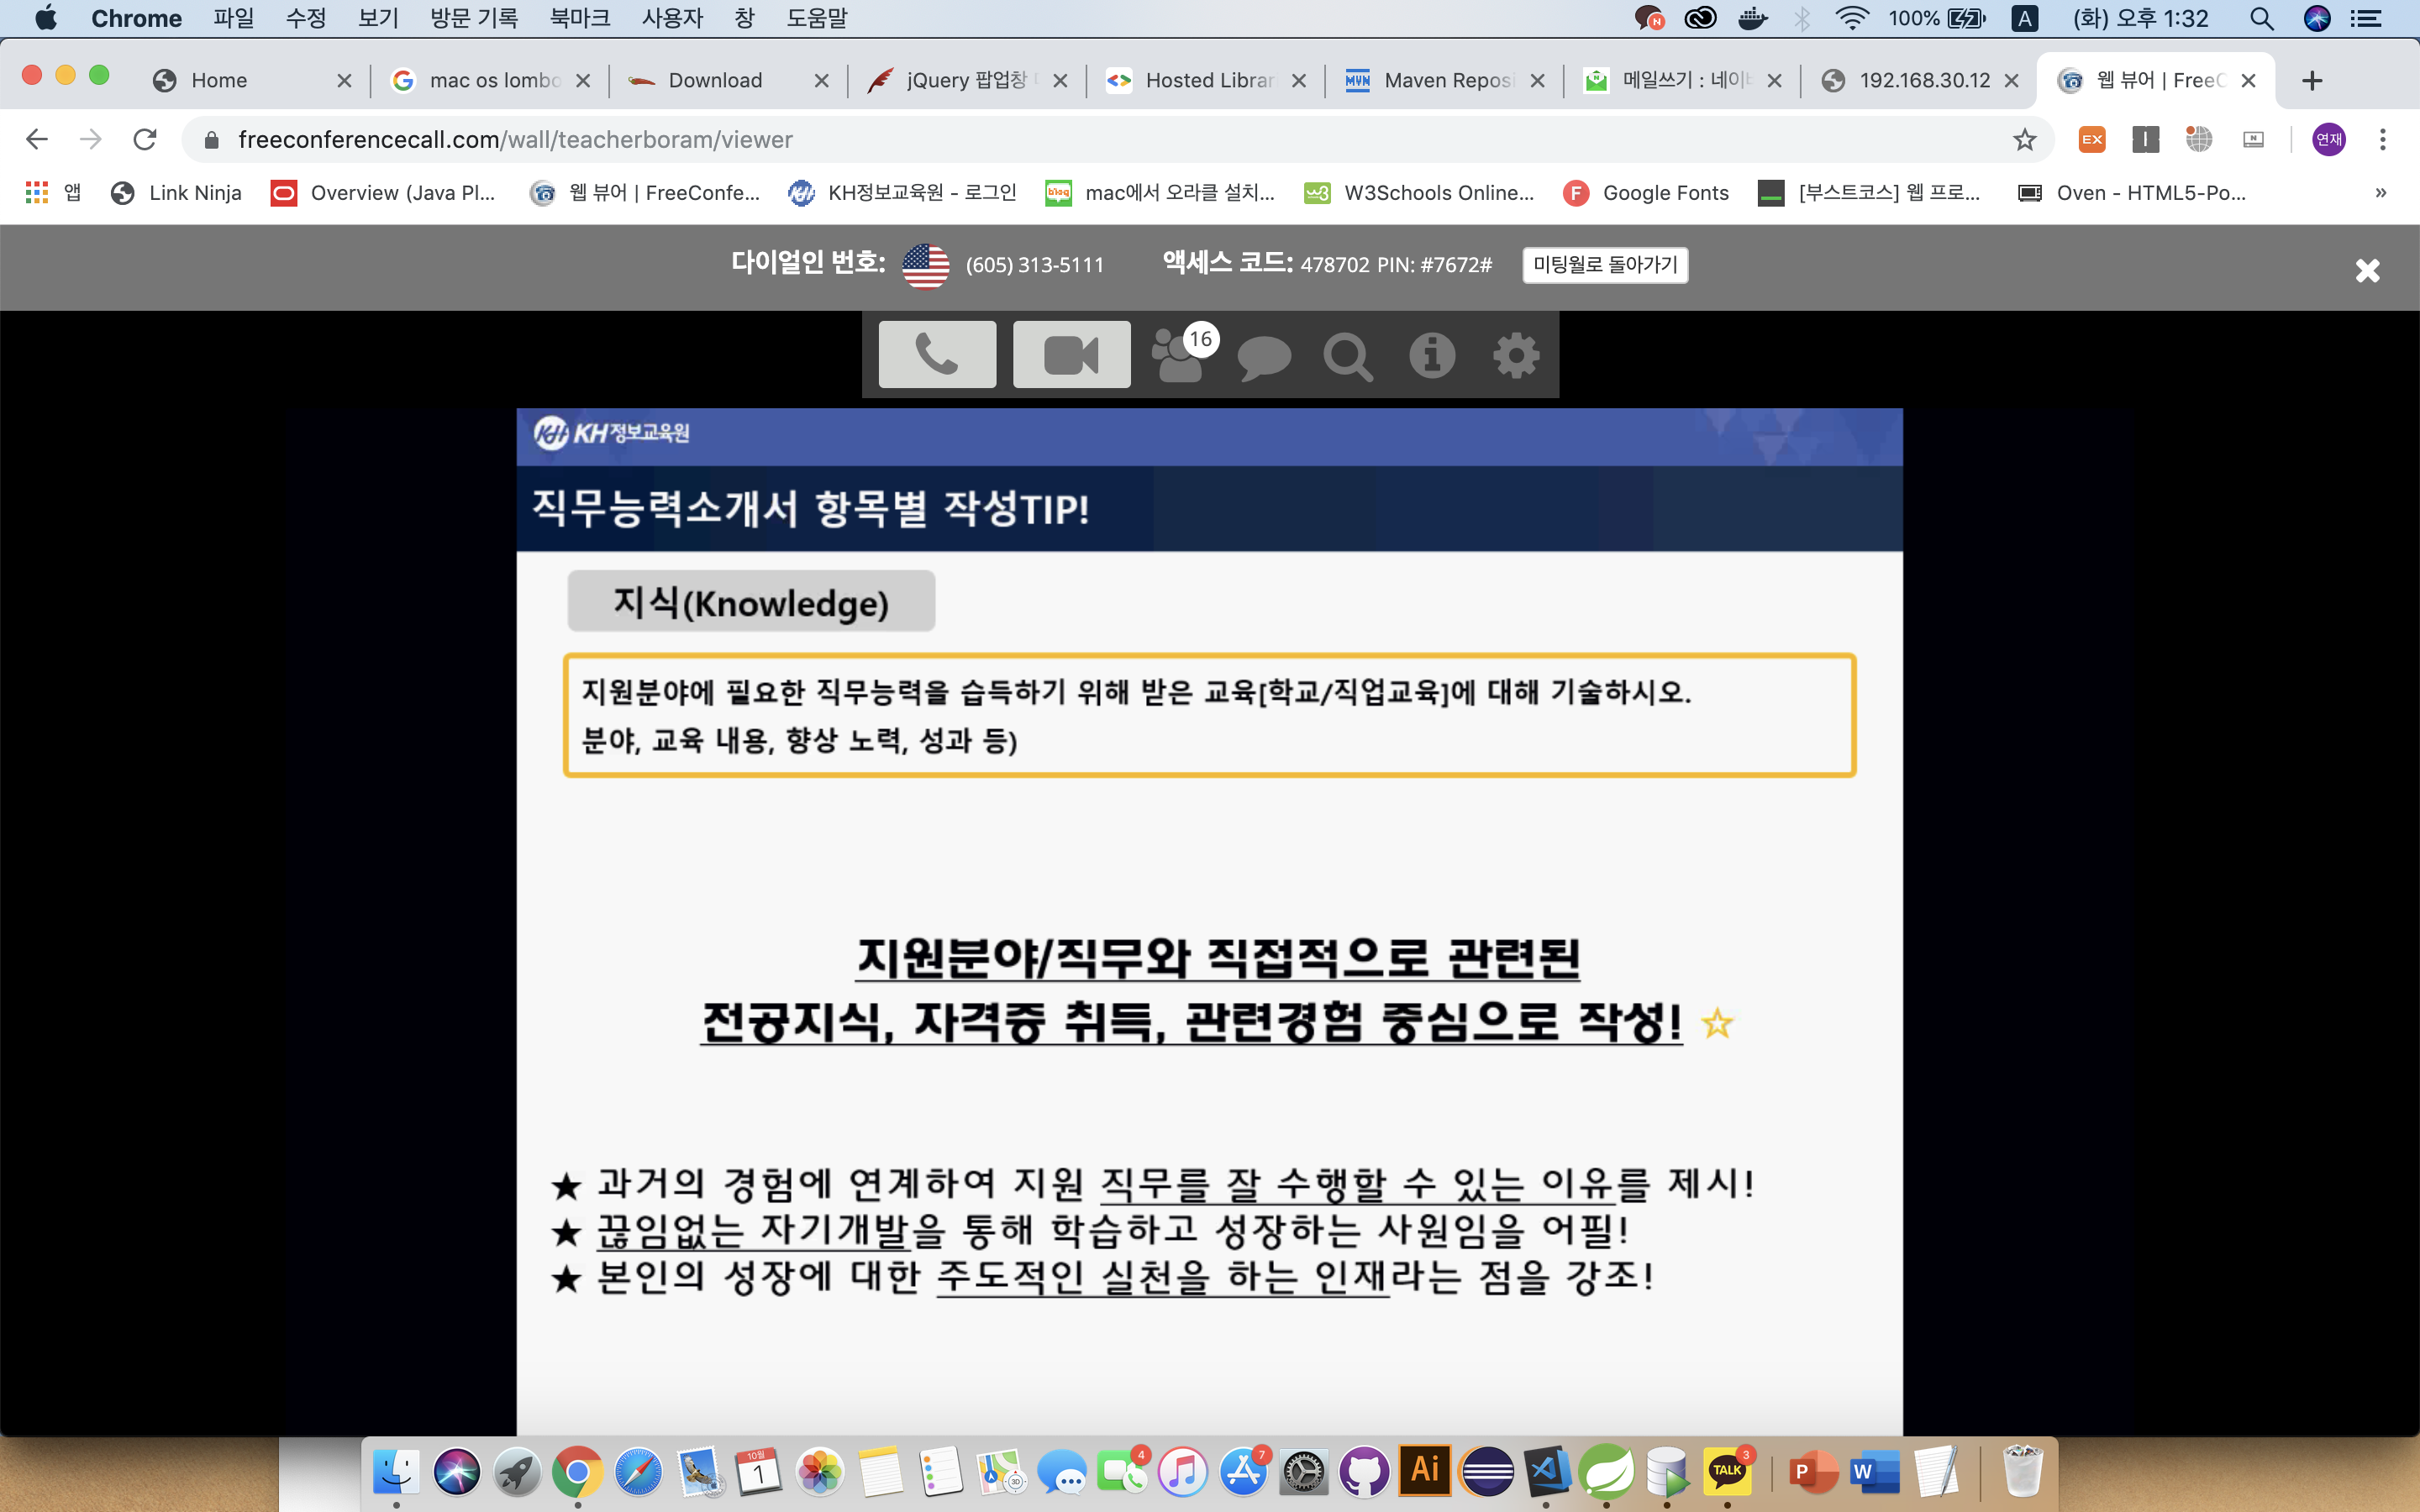 Chrome 파일 수정 보기 방문 기록 북마크 사용자 창 도움말 100% A (화) 오후 1:32
Home mac os lombo Download jQuery 팝업창 Hosted Librar Maven Reposi 메일쓰기 : 네이 192.168.30.12 웹 뷰어 | FreeC
freeconferencecall.com/wall/teacherboram/viewer EX 연재
앱 Link Ninja Overview (Java Pl... 웹 뷰어 | FreeConfe... KH정보교육원 - 로그인 mac에서 오라클 설치... W3Schools Online... Google Fonts [부스트코스] 웹 프로... Oven - HTML5-Po... »
다이얼인 번호: (605) 313-5111 액세스 코드: 478702 PIN: #7672# 미팅월로 돌아가기
16
KH정보교육원
직무능력소개서 항목별 작성TIP!
지식(Knowledge)
지원분야에 필요한 직무능력을 습득하기 위해 받은 교육[학교/직업교육]에 대해 기술하시오.
분야, 교육 내용, 향상 노력, 성과 등)
지원분야/직무와 직접적으로 관련된
전공지식, 자격증 취득, 관련경험 중심으로 작성! ☆
★ 과거의 경험에 연계하여 지원 직무를 잘 수행할 수 있는 이유를 제시!
★ 끊임없는 자기개발을 통해 학습하고 성장하는 사원임을 어필!
★ 본인의 성장에 대한 주도적인 실천을 하는 인재라는 점을 강조!
10월 1 3D 4 7 Ai TALK 3 P W